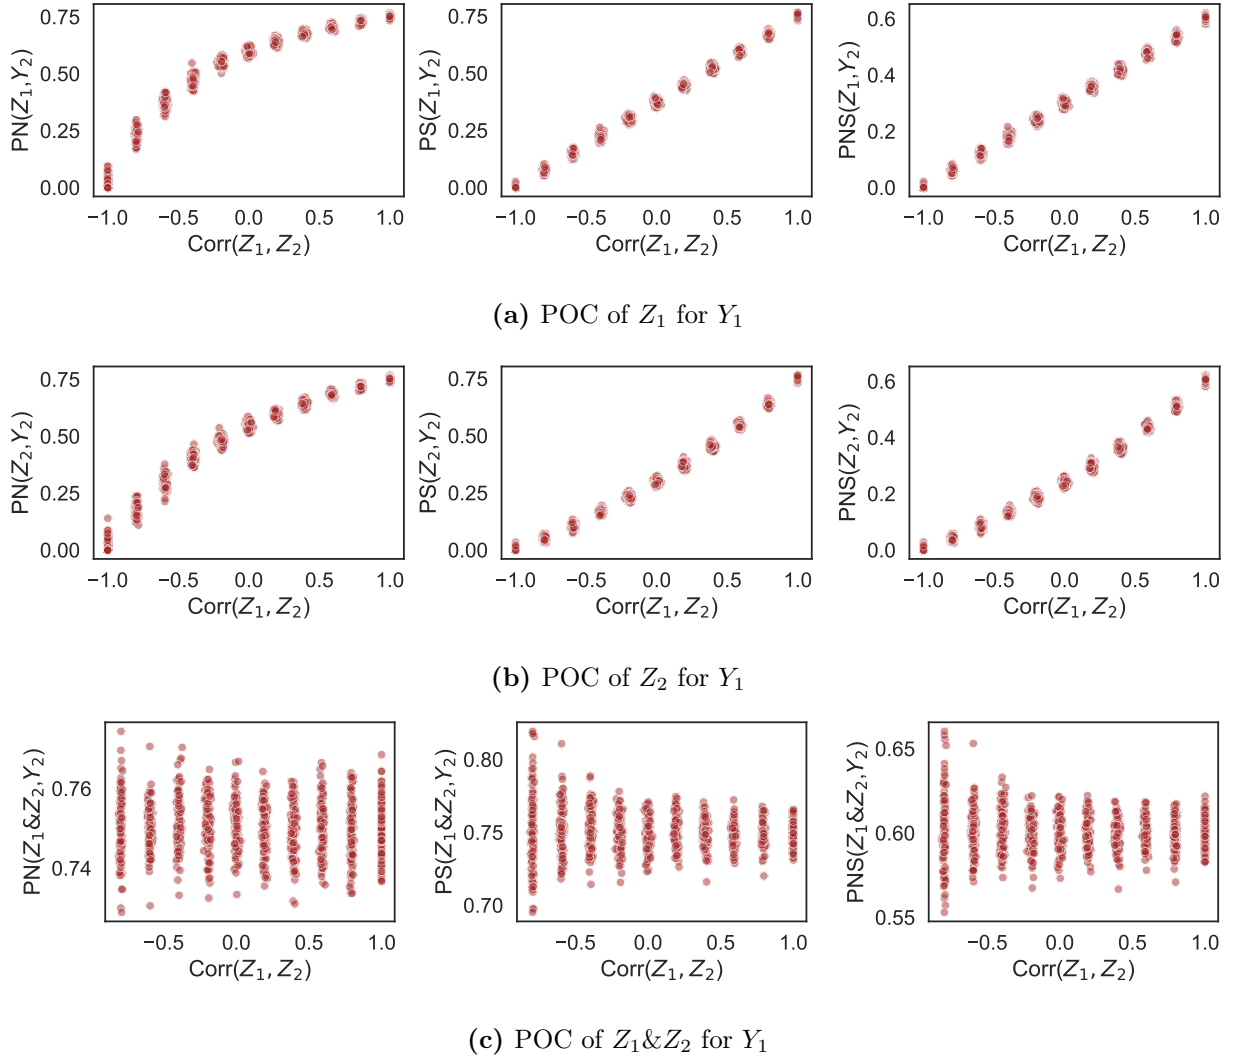 PN(Z₁,Y₂)
0.75
0.50
0.25
0.00
−1.0 −0.5 0.0 0.5 1.0
Corr(Z₁, Z₂)
PS(Z₁,Y₂)
0.75
0.50
0.25
0.00
−1.0 −0.5 0.0 0.5 1.0
Corr(Z₁, Z₂)
PNS(Z₁,Y₂)
0.6
0.4
0.2
0.0
−1.0 −0.5 0.0 0.5 1.0
Corr(Z₁, Z₂)
(a) POC of Z₁ for Y₁
PN(Z₂,Y₂)
0.75
0.50
0.25
0.00
−1.0 −0.5 0.0 0.5 1.0
Corr(Z₁, Z₂)
PS(Z₂,Y₂)
0.75
0.50
0.25
0.00
−1.0 −0.5 0.0 0.5 1.0
Corr(Z₁, Z₂)
PNS(Z₂,Y₂)
0.6
0.4
0.2
0.0
−1.0 −0.5 0.0 0.5 1.0
Corr(Z₁, Z₂)
(b) POC of Z₂ for Y₁
PN(Z₁&Z₂,Y₂)
0.76
0.74
−0.5 0.0 0.5 1.0
Corr(Z₁, Z₂)
PS(Z₁&Z₂,Y₂)
0.80
0.75
0.70
−0.5 0.0 0.5 1.0
Corr(Z₁, Z₂)
PNS(Z₁&Z₂,Y₂)
0.65
0.60
0.55
−0.5 0.0 0.5 1.0
Corr(Z₁, Z₂)
(c) POC of Z₁&Z₂ for Y₁